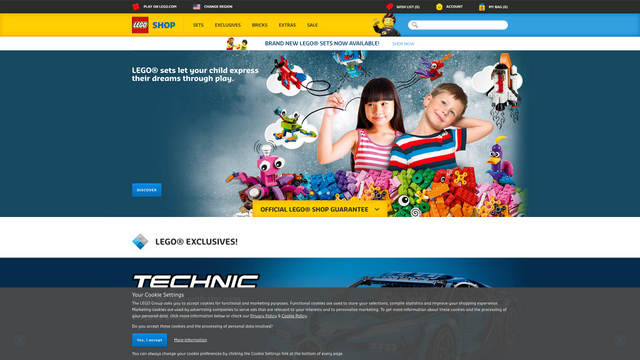 PLAY ON LEGO.COM
CHANGE REGION
WISH LIST (0)
ACCOUNT
MY BAG (0)
LEGO
SHOP
SETS
EXCLUSIVES
BRICKS
EXTRAS
SALE
BRAND NEW LEGO® SETS NOW AVAILABLE!
SHOP NOW
LEGO® sets let your child express
their dreams through play.
DISCOVER
OFFICIAL LEGO® SHOP GUARANTEE
LEGO® EXCLUSIVES!
TECHNIC
Your Cookie Settings
The LEGO Group asks you to accept cookies for functional and marketing purposes. Functional cookies are used to store your selections, compile statistics and improve your shopping experience.
Marketing cookies are used by advertising companies to serve ads that are relevant to your interests and to personalise marketing. To get more information about these cookies and the processing of
your personal data, click more information below or check our Privacy Policy & Cookie Policy.
Do you accept these cookies and the processing of personal data involved?
Yes, I accept
More Information
You can always change your cookie preferences by clicking the Cookie Settings link at the bottom of every page.